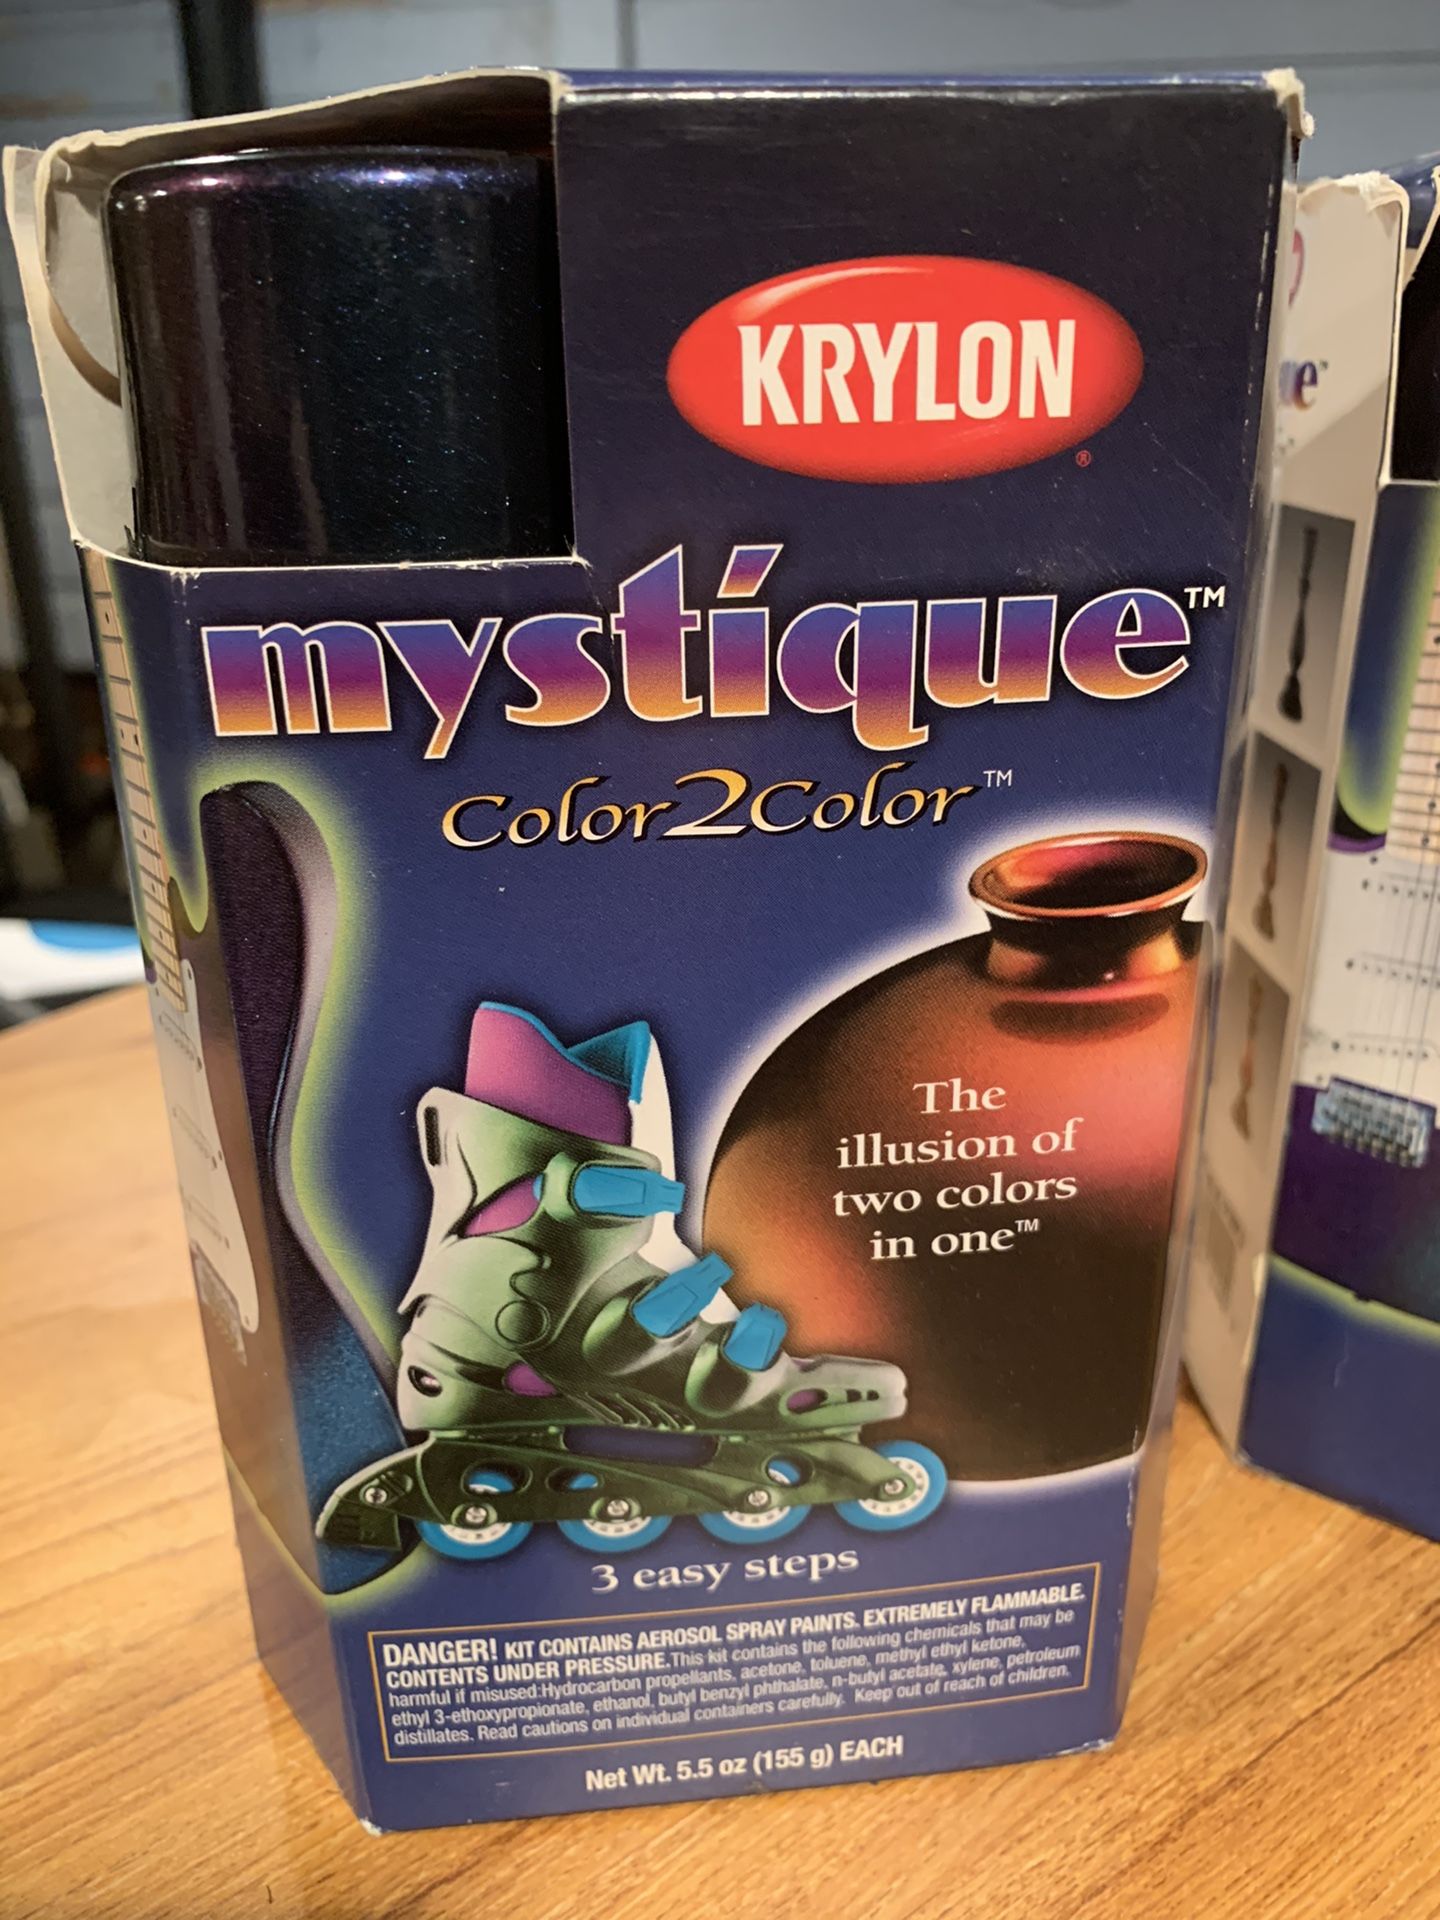 KRYLON
®
mystíque™
Color2Color™
The
illusion of
two colors
in one™
3 easy steps
DANGER! KIT CONTAINS AEROSOL SPRAY PAINTS. EXTREMELY FLAMMABLE.
CONTENTS UNDER PRESSURE. This kit contains the following chemicals that may be
harmful if misused: Hydrocarbon propellants, acetone, toluene, methyl ethyl ketone,
ethyl 3-ethoxypropionate, ethanol, butyl benzyl phthalate, n-butyl acetate, xylene, petroleum
distillates. Read cautions on individual containers carefully. Keep out of reach of children.
Net Wt. 5.5 oz (155 g) EACH
ue™